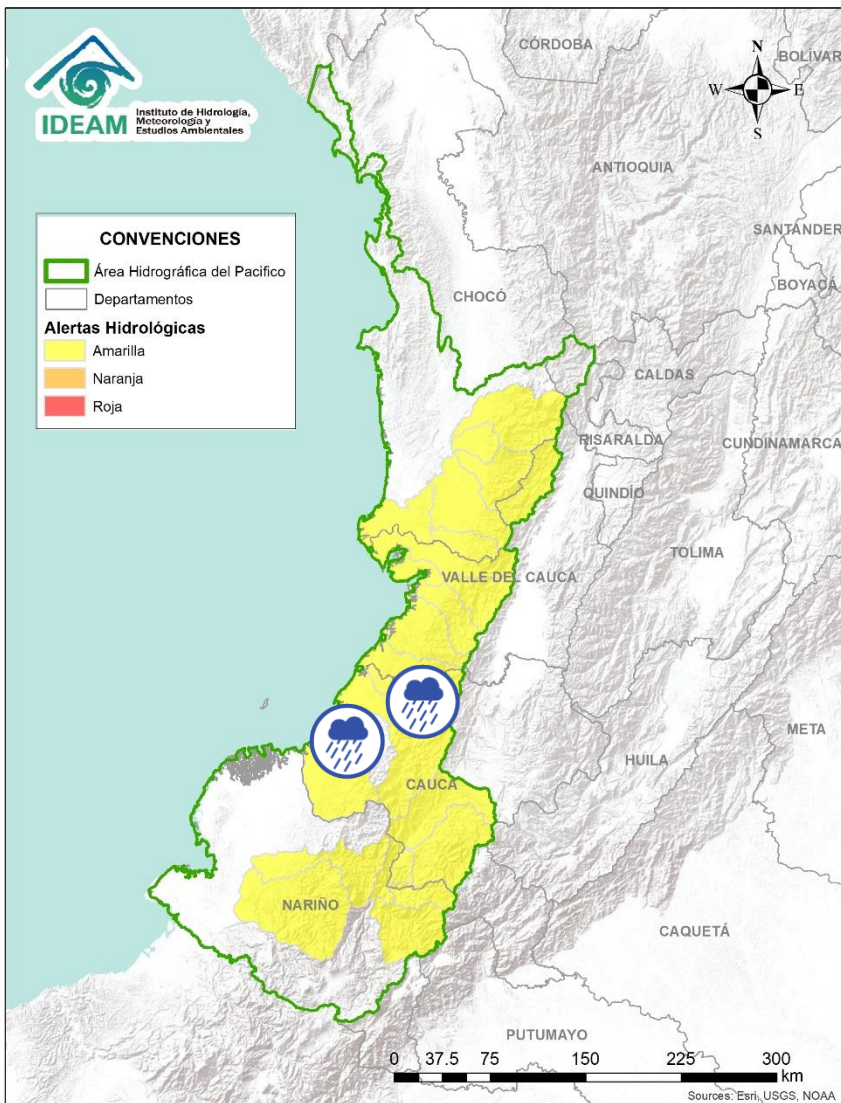 IDEAM
Instituto de Hidrología,
Meteorología y
Estudios Ambientales
N
W
E
S
CÓRDOBA
BOLÍVAR
ANTIOQUIA
SANTANDER
BOYACÁ
CONVENCIONES
Área Hidrográfica del Pacifico
Departamentos
Alertas Hidrológicas
Amarilla
Naranja
Roja
CHOCÓ
CALDAS
RISARALDA
CUNDINAMARCA
QUINDÍO
TOLIMA
VALLE DEL CAUCA
META
HUILA
CAUCA
NARIÑO
CAQUETÁ
PUTUMAYO
0 37.5 75 150 225 300
km
Sources: Esri, USGS, NOAA